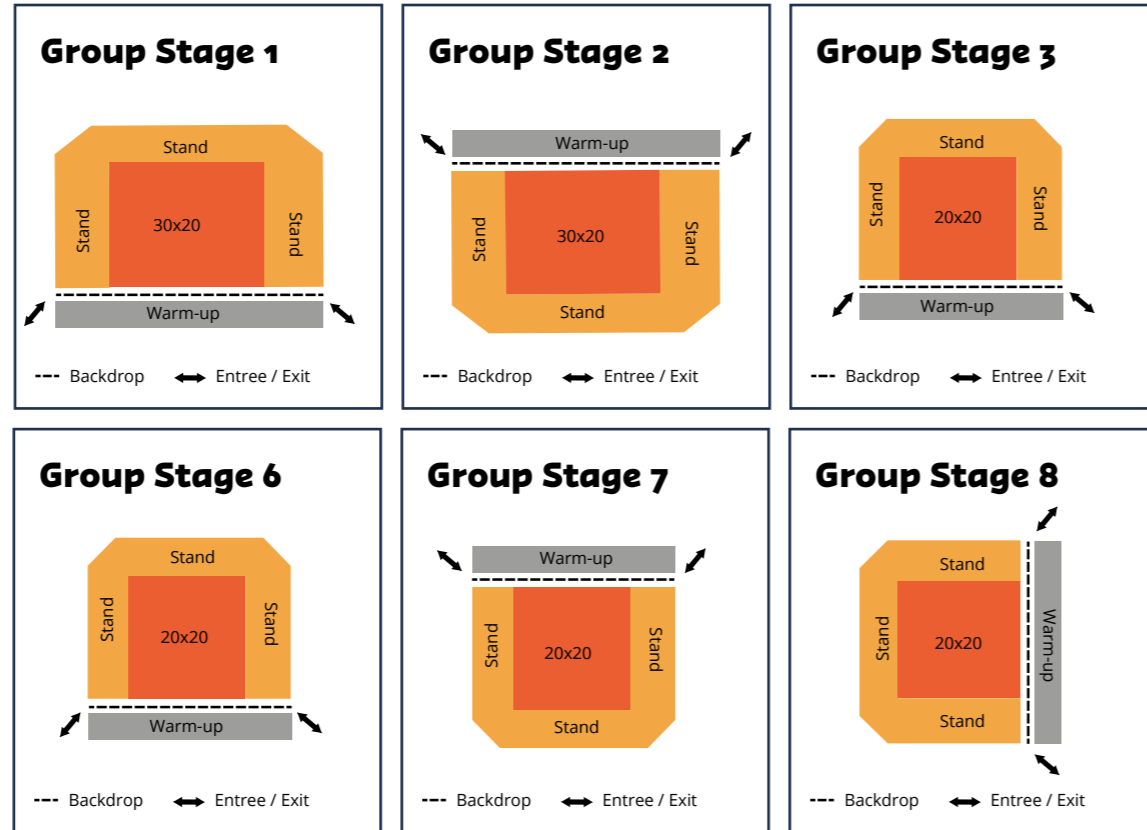 Group Stage 1
Stand
Stand
30x20
Stand
Warm-up
Backdrop
Entree / Exit
Group Stage 2
Warm-up
Stand
30x20
Stand
Stand
Backdrop
Entree / Exit
Group Stage 3
Stand
Stand
20x20
Stand
Warm-up
Backdrop
Entree / Exit
Group Stage 6
Stand
Stand
20x20
Stand
Warm-up
Backdrop
Entree / Exit
Group Stage 7
Warm-up
Stand
20x20
Stand
Stand
Backdrop
Entree / Exit
Group Stage 8
Stand
Stand
20x20
Warm-up
Stand
Backdrop
Entree / Exit